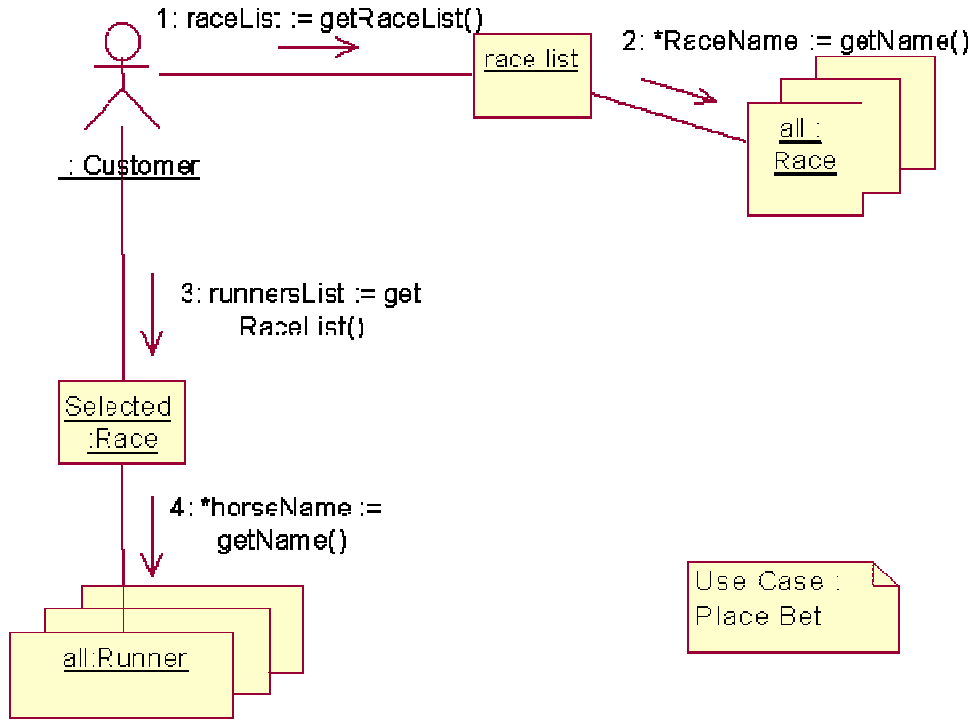 1: raceList := getRaceList()
race list
2: *RaceName := getName()
all :
Race
: Customer
3: runnersList := get
RaceList()
Selected
:Race
4: *horseName :=
getName()
all:Runner
Use Case :
Place Bet